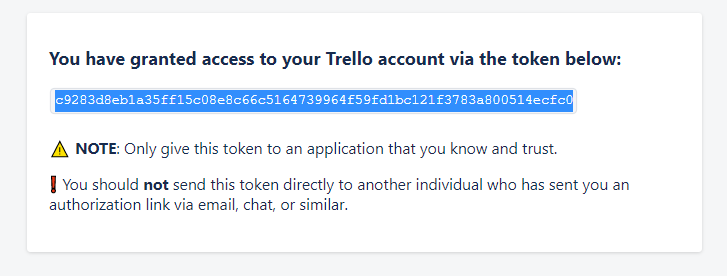 You have granted access to your Trello account via the token below:
c9283d8eb1a35ff15c08e8c66c5164739964f59fd1bc121f3783a800514ecfc0
⚠ NOTE: Only give this token to an application that you know and trust.
❗ You should not send this token directly to another individual who has sent you an
authorization link via email, chat, or similar.